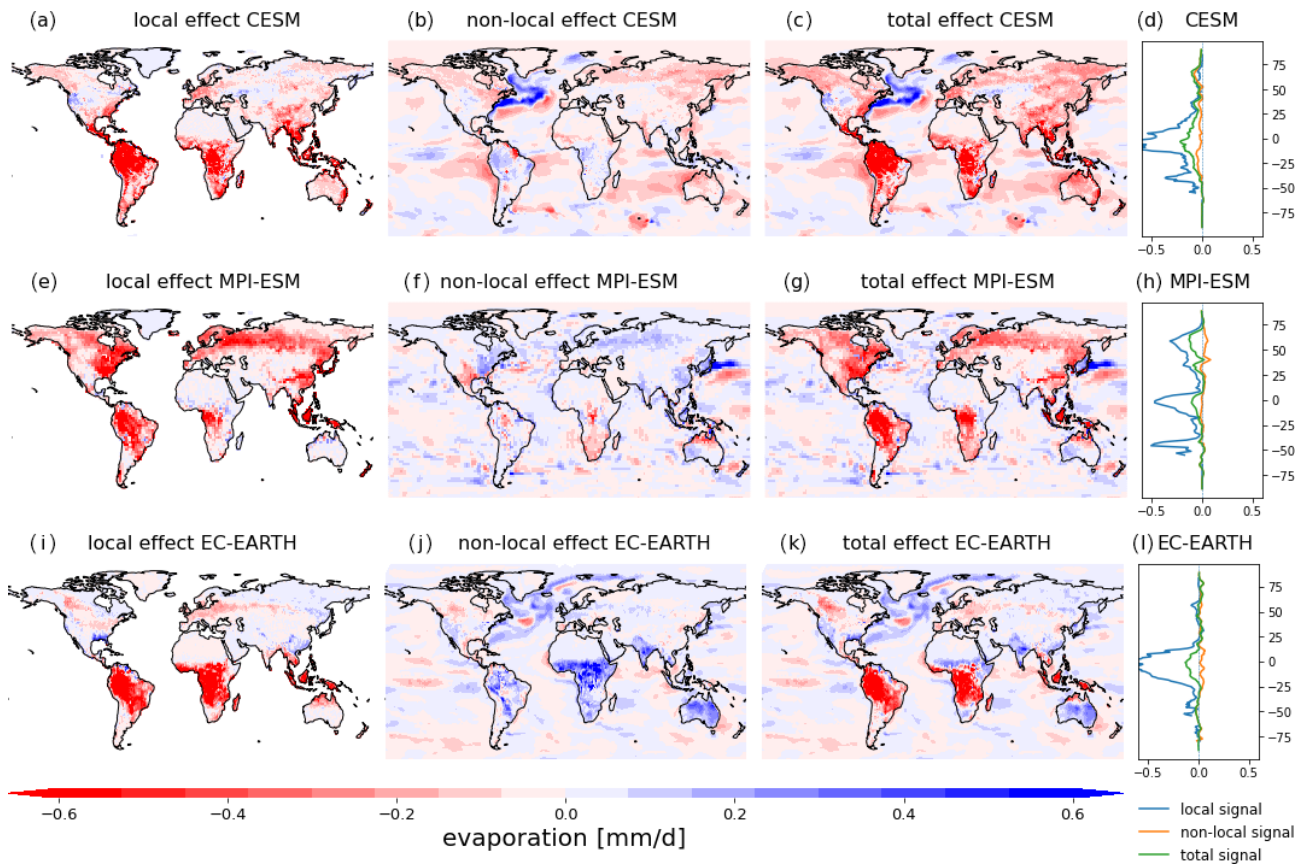 (a) local effect CESM
(b) non-local effect CESM
(c) total effect CESM
(d) CESM
75
50
25
0
−25
−50
−75
−0.5 0.0 0.5
(e) local effect MPI-ESM
(f) non-local effect MPI-ESM
(g) total effect MPI-ESM
(h) MPI-ESM
75
50
25
0
−25
−50
−75
−0.5 0.0 0.5
(i) local effect EC-EARTH
(j) non-local effect EC-EARTH
(k) total effect EC-EARTH
(l) EC-EARTH
75
50
25
0
−25
−50
−75
−0.5 0.0 0.5
−0.6 −0.4 −0.2 0.0 0.2 0.4 0.6
evaporation [mm/d]
local signal
non-local signal
total signal